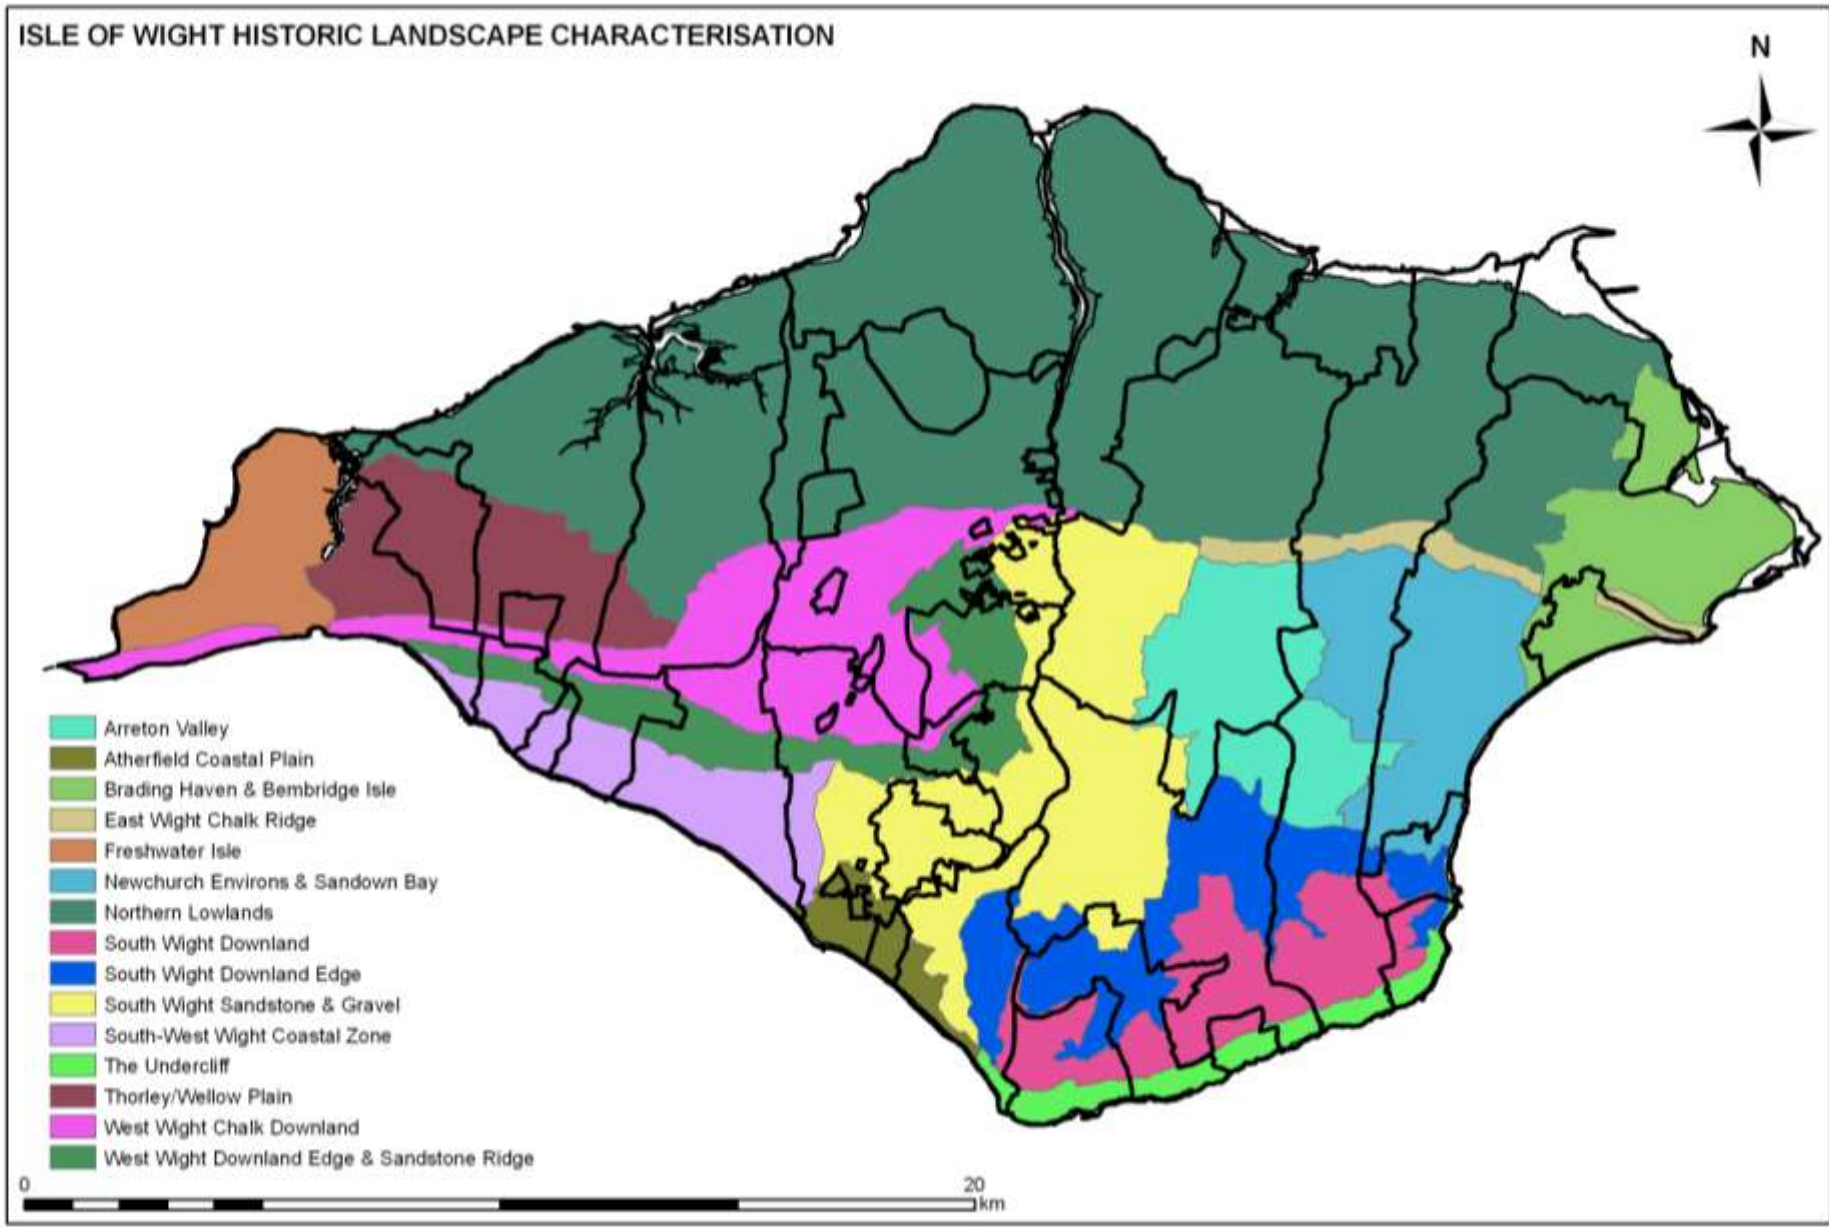 ISLE OF WIGHT HISTORIC LANDSCAPE CHARACTERISATION
N
Arreton Valley
Atherfield Coastal Plain
Brading Haven & Bembridge Isle
East Wight Chalk Ridge
Freshwater Isle
Newchurch Environs & Sandown Bay
Northern Lowlands
South Wight Downland
South Wight Downland Edge
South Wight Sandstone & Gravel
South-West Wight Coastal Zone
The Undercliff
Thorley/Wellow Plain
West Wight Chalk Downland
West Wight Downland Edge & Sandstone Ridge
0 20
km